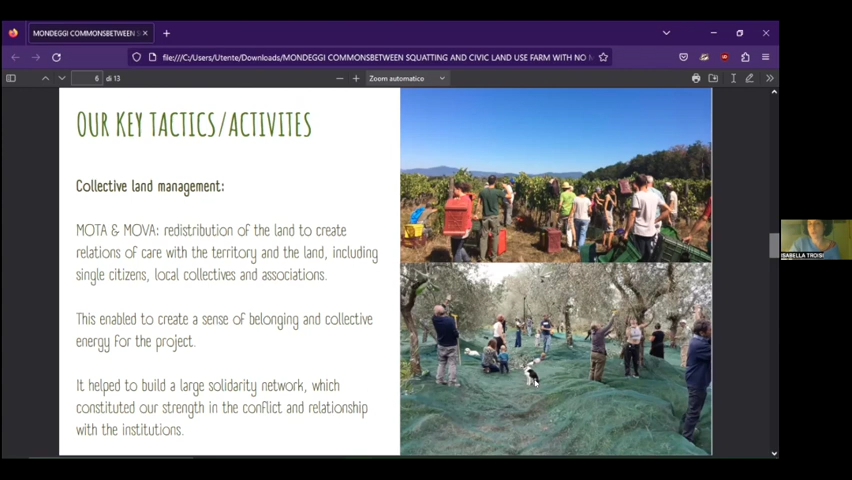 MONDEGGI COMMONSBETWEEN S
file:///C:/Users/Utente/Downloads/MONDEGGI COMMONSBETWEEN SQUATTING AND CIVIC LAND USE FARM WITH NO M
6 di 13
Zoom automatico
OUR KEY TACTICS/ACTIVITES
Collective land management:
MOTA & MOVA: redistribution of the land to create
relations of care with the territory and the land, including
single citizens, local collectives and associations.
This enabled to create a sense of belonging and collective
energy for the project.
It helped to build a large solidarity network, which
constituted our strength in the conflict and relationship
with the institutions.
ISABELLA TROISI